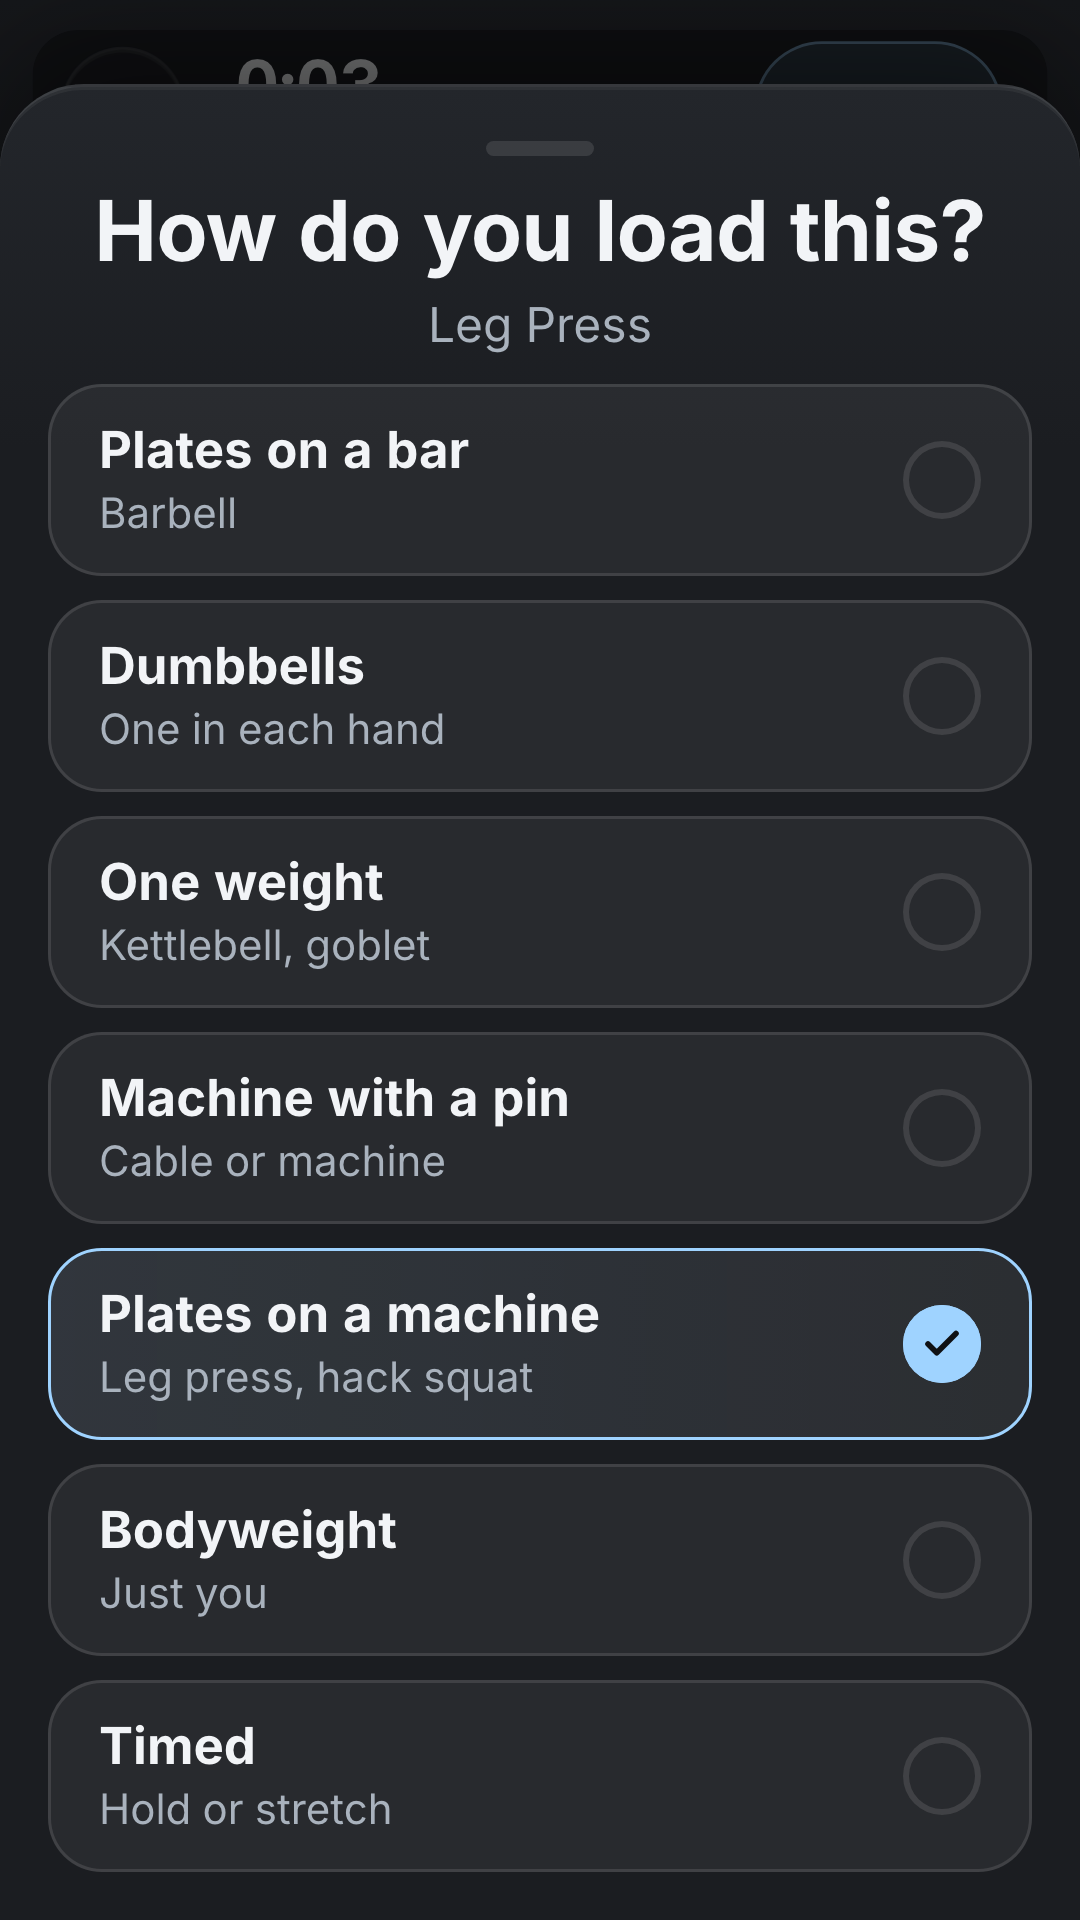 0:03
How do you load this?
Leg Press
Plates on a bar
Barbell
Dumbbells
One in each hand
One weight
Kettlebell, goblet
Machine with a pin
Cable or machine
Plates on a machine
Leg press, hack squat
Bodyweight
Just you
Timed
Hold or stretch